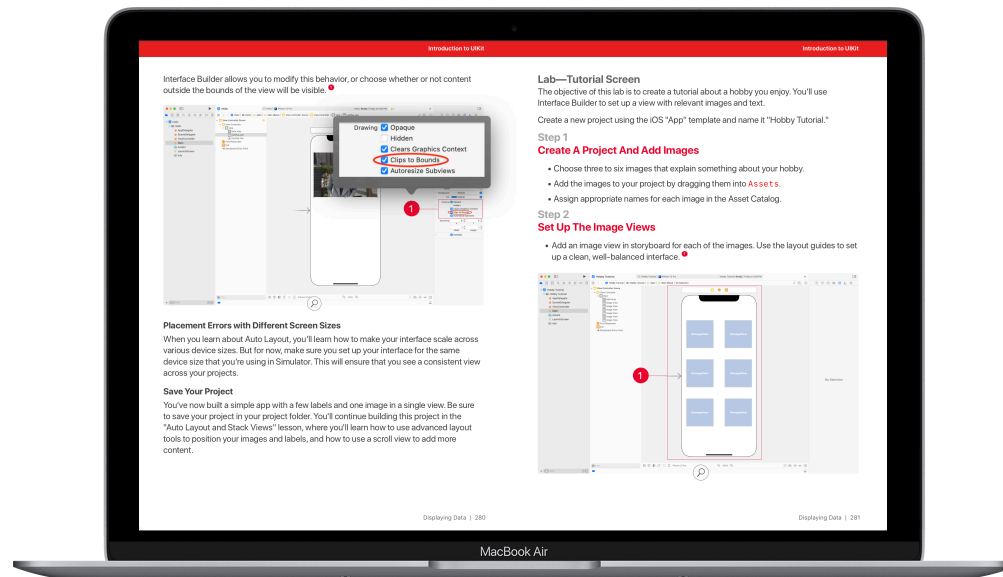 Introduction to UIKit
Interface Builder allows you to modify this behavior, or choose whether or not content
outside the bounds of the view will be visible. 1
Drawing Opaque
Hidden
Clears Graphics Context
Clips to Bounds
Autoresize Subviews
1
Placement Errors with Different Screen Sizes
When you learn about Auto Layout, you'll learn how to make your interface scale across
various device sizes. But for now, make sure you set up your interface for the same
device size that you're using in Simulator. This will ensure that you see a consistent view
across your projects.
Save Your Project
You've now built a simple app with a few labels and one image in a single view. Be sure
to save your project in your project folder. You'll continue building this project in the
"Auto Layout and Stack Views" lesson, where you'll learn how to use advanced layout
tools to position your images and labels, and how to use a scroll view to add more
content.
Displaying Data | 280
Introduction to UIKit
Lab—Tutorial Screen
The objective of this lab is to create a tutorial about a hobby you enjoy. You'll use
Interface Builder to set up a view with relevant images and text.
Create a new project using the iOS "App" template and name it "Hobby Tutorial."
Step 1
Create A Project And Add Images
• Choose three to six images that explain something about your hobby.
• Add the images to your project by dragging them into Assets.
• Assign appropriate names for each image in the Asset Catalog.
Step 2
Set Up The Image Views
• Add an image view in storyboard for each of the images. Use the layout guides to set
up a clean, well-balanced interface. 1
1
No Selection
Displaying Data | 281
MacBook Air